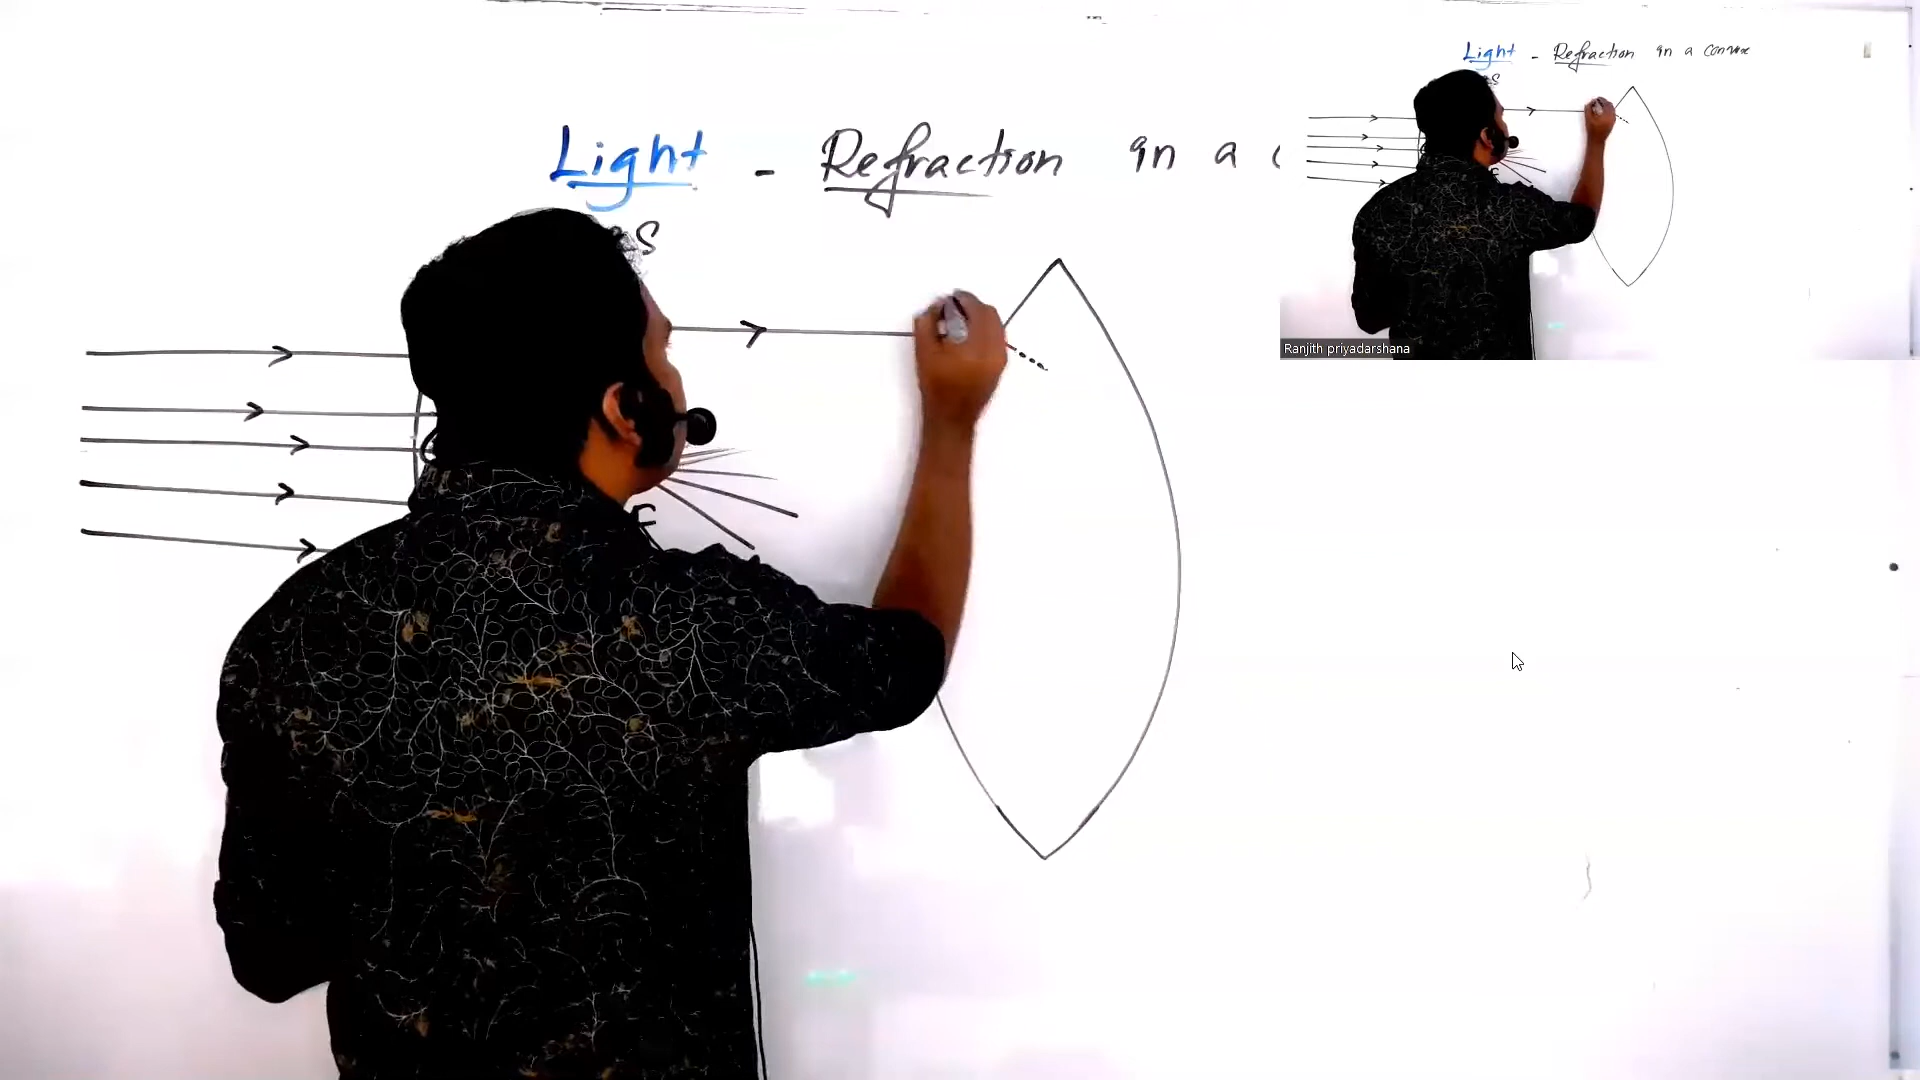 Light - Refraction in a
Light - Refraction in a convex
Ranjith priyadarshana